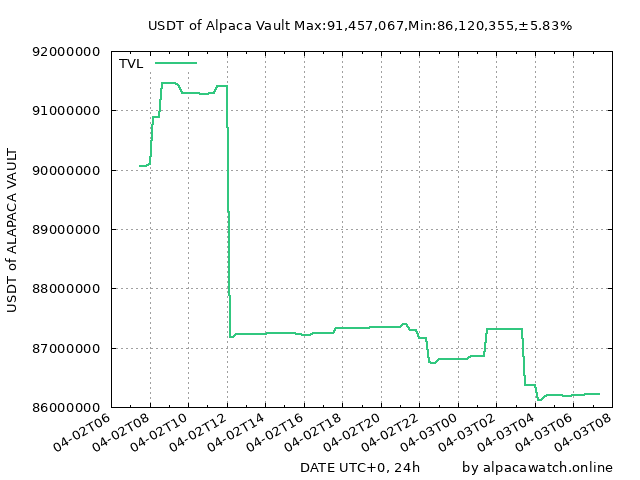 USDT of Alpaca Vault Max:91,457,067,Min:86,120,355,±5.83%
92000000
TVL
91000000
90000000
89000000
88000000
87000000
86000000
USDT of ALAPACA VAULT
04-02T06
04-02T08
04-02T10
04-02T12
04-02T14
04-02T16
04-02T18
04-02T20
04-02T22
04-03T00
04-03T02
04-03T04
04-03T06
04-03T08
DATE UTC+0, 24h
by alpacawatch.online